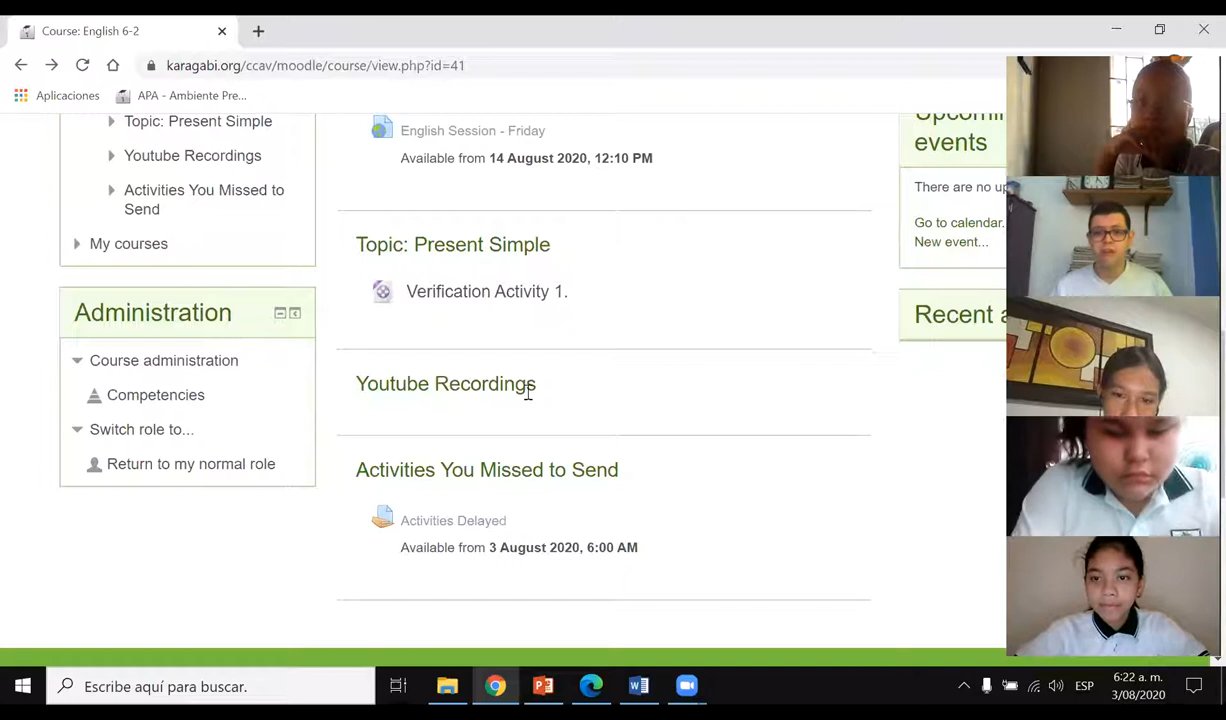 Course: English 6-2
karagabi.org/ccav/moodle/course/view.php?id=41
Aplicaciones
APA - Ambiente Pre...
Topic: Present Simple
Youtube Recordings
Activities You Missed to
Send
My courses
Administration
Course administration
Competencies
Switch role to...
Return to my normal role
English Session - Friday
Available from 14 August 2020, 12:10 PM
Topic: Present Simple
Verification Activity 1.
Youtube Recordings
Activities You Missed to Send
Activities Delayed
Available from 3 August 2020, 6:00 AM
events
There are no
Go to calendar.
New event...
Recent
Escribe aquí para buscar.
ESP
6:22 a. m.
3/08/2020